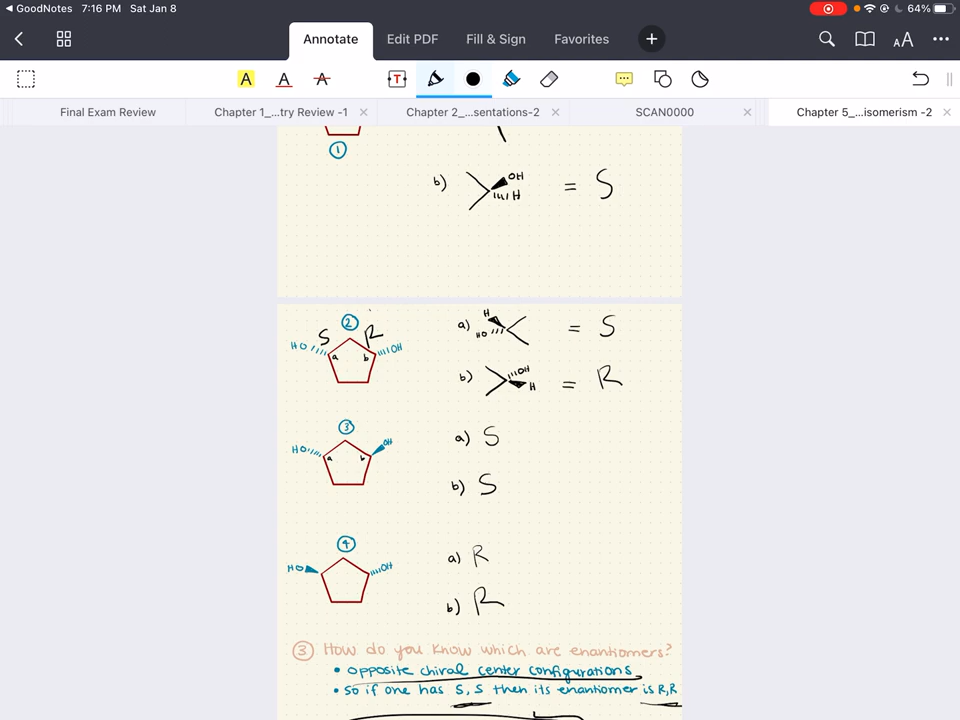 GoodNotes 7:16 PM Sat Jan 8 64%
Annotate Edit PDF Fill & Sign Favorites
AA
A A A T
Final Exam Review Chapter 1_...try Review -1 Chapter 2_...sentations-2 SCAN0000 Chapter 5_...isomerism -2
1
b) OH H = S
2
S R
HO a b OH
a) H HO = S
b) OH H = R
3
HO a b OH
a) S
b) S
4
HO OH
a) R
b) R
3 How do you know which are enantiomers?
• opposite chiral center configurations
• so if one has S, S then its enantiomer is R, R